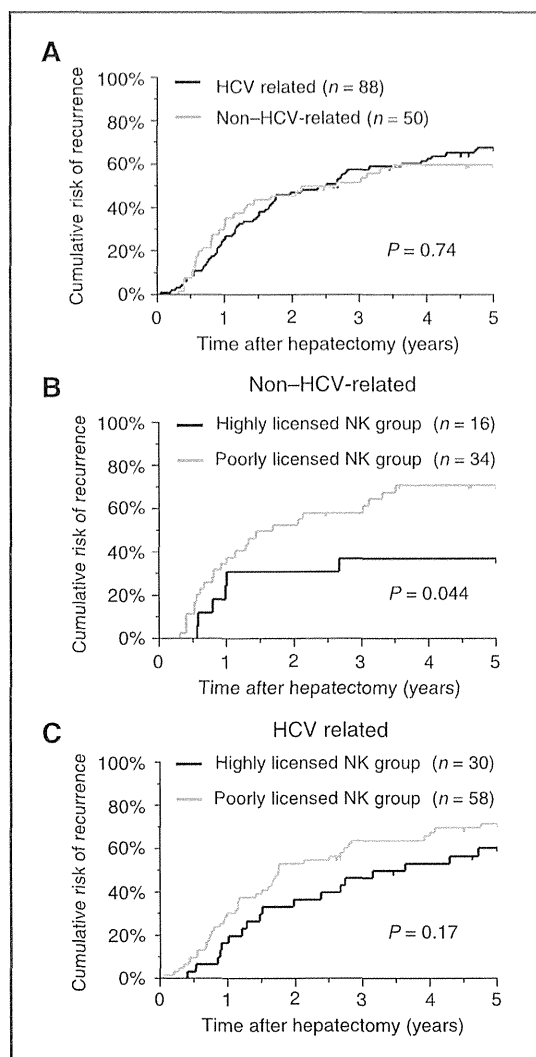 A
100%
80%
60%
40%
20%
0%
Cumulative risk of recurrence
HCV related (n = 88)
Non–HCV-related (n = 50)
P = 0.74
0 1 2 3 4 5
Time after hepatectomy (years)
B
Non–HCV-related
100%
80%
60%
40%
20%
0%
Cumulative risk of recurrence
Highly licensed NK group (n = 16)
Poorly licensed NK group (n = 34)
P = 0.044
0 1 2 3 4 5
Time after hepatectomy (years)
C
HCV related
100%
80%
60%
40%
20%
0%
Cumulative risk of recurrence
Highly licensed NK group (n = 30)
Poorly licensed NK group (n = 58)
P = 0.17
0 1 2 3 4 5
Time after hepatectomy (years)